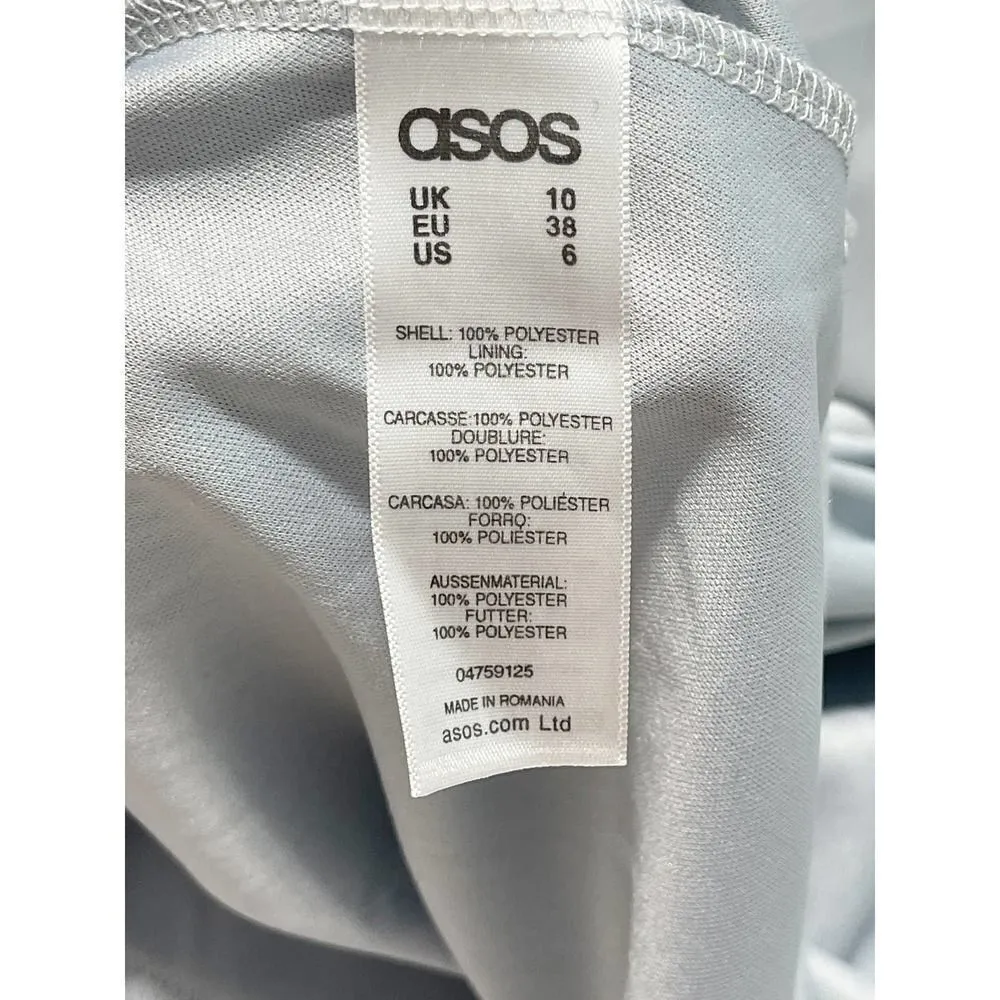 asos
UK 10
EU 38
US 6
SHELL: 100% POLYESTER
LINING:
100% POLYESTER
CARCASSE:100% POLYESTER
DOUBLURE:
100% POLYESTER
CARCASA: 100% POLIÉSTER
FORRO:
100% POLIÉSTER
AUSSENMATERIAL:
100% POLYESTER
FUTTER:
100% POLYESTER
04759125
MADE IN ROMANIA
asos.com Ltd